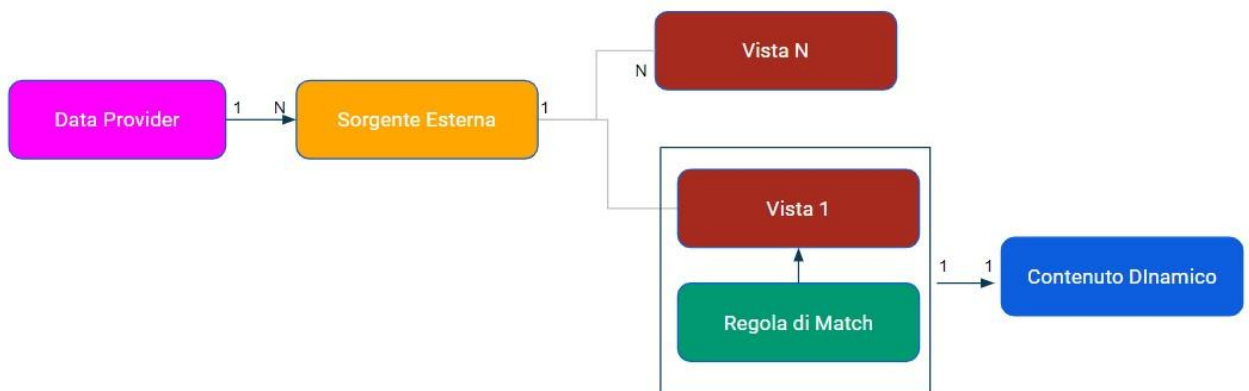 Vista N
N
Data Provider
1
N
Sorgente Esterna
1
Vista 1
1
1
Contenuto DInamico
Regola di Match